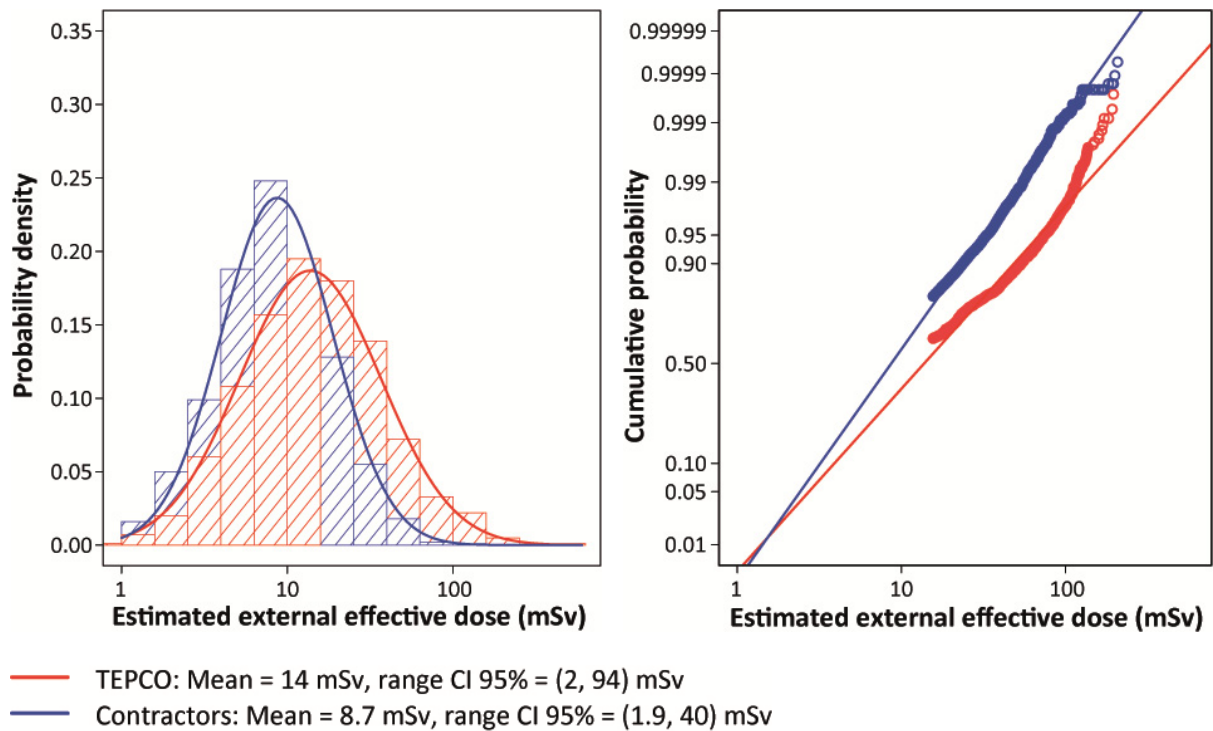 0.35
0.30
0.25
0.20
0.15
0.10
0.05
0.00
Probability density
1 10 100
Estimated external effective dose (mSv)
0.99999
0.9999
0.999
0.99
0.95
0.90
0.50
0.10
0.05
0.01
Cumulative probability
1 10 100
Estimated external effective dose (mSv)
TEPCO: Mean = 14 mSv, range CI 95% = (2, 94) mSv
Contractors: Mean = 8.7 mSv, range CI 95% = (1.9, 40) mSv